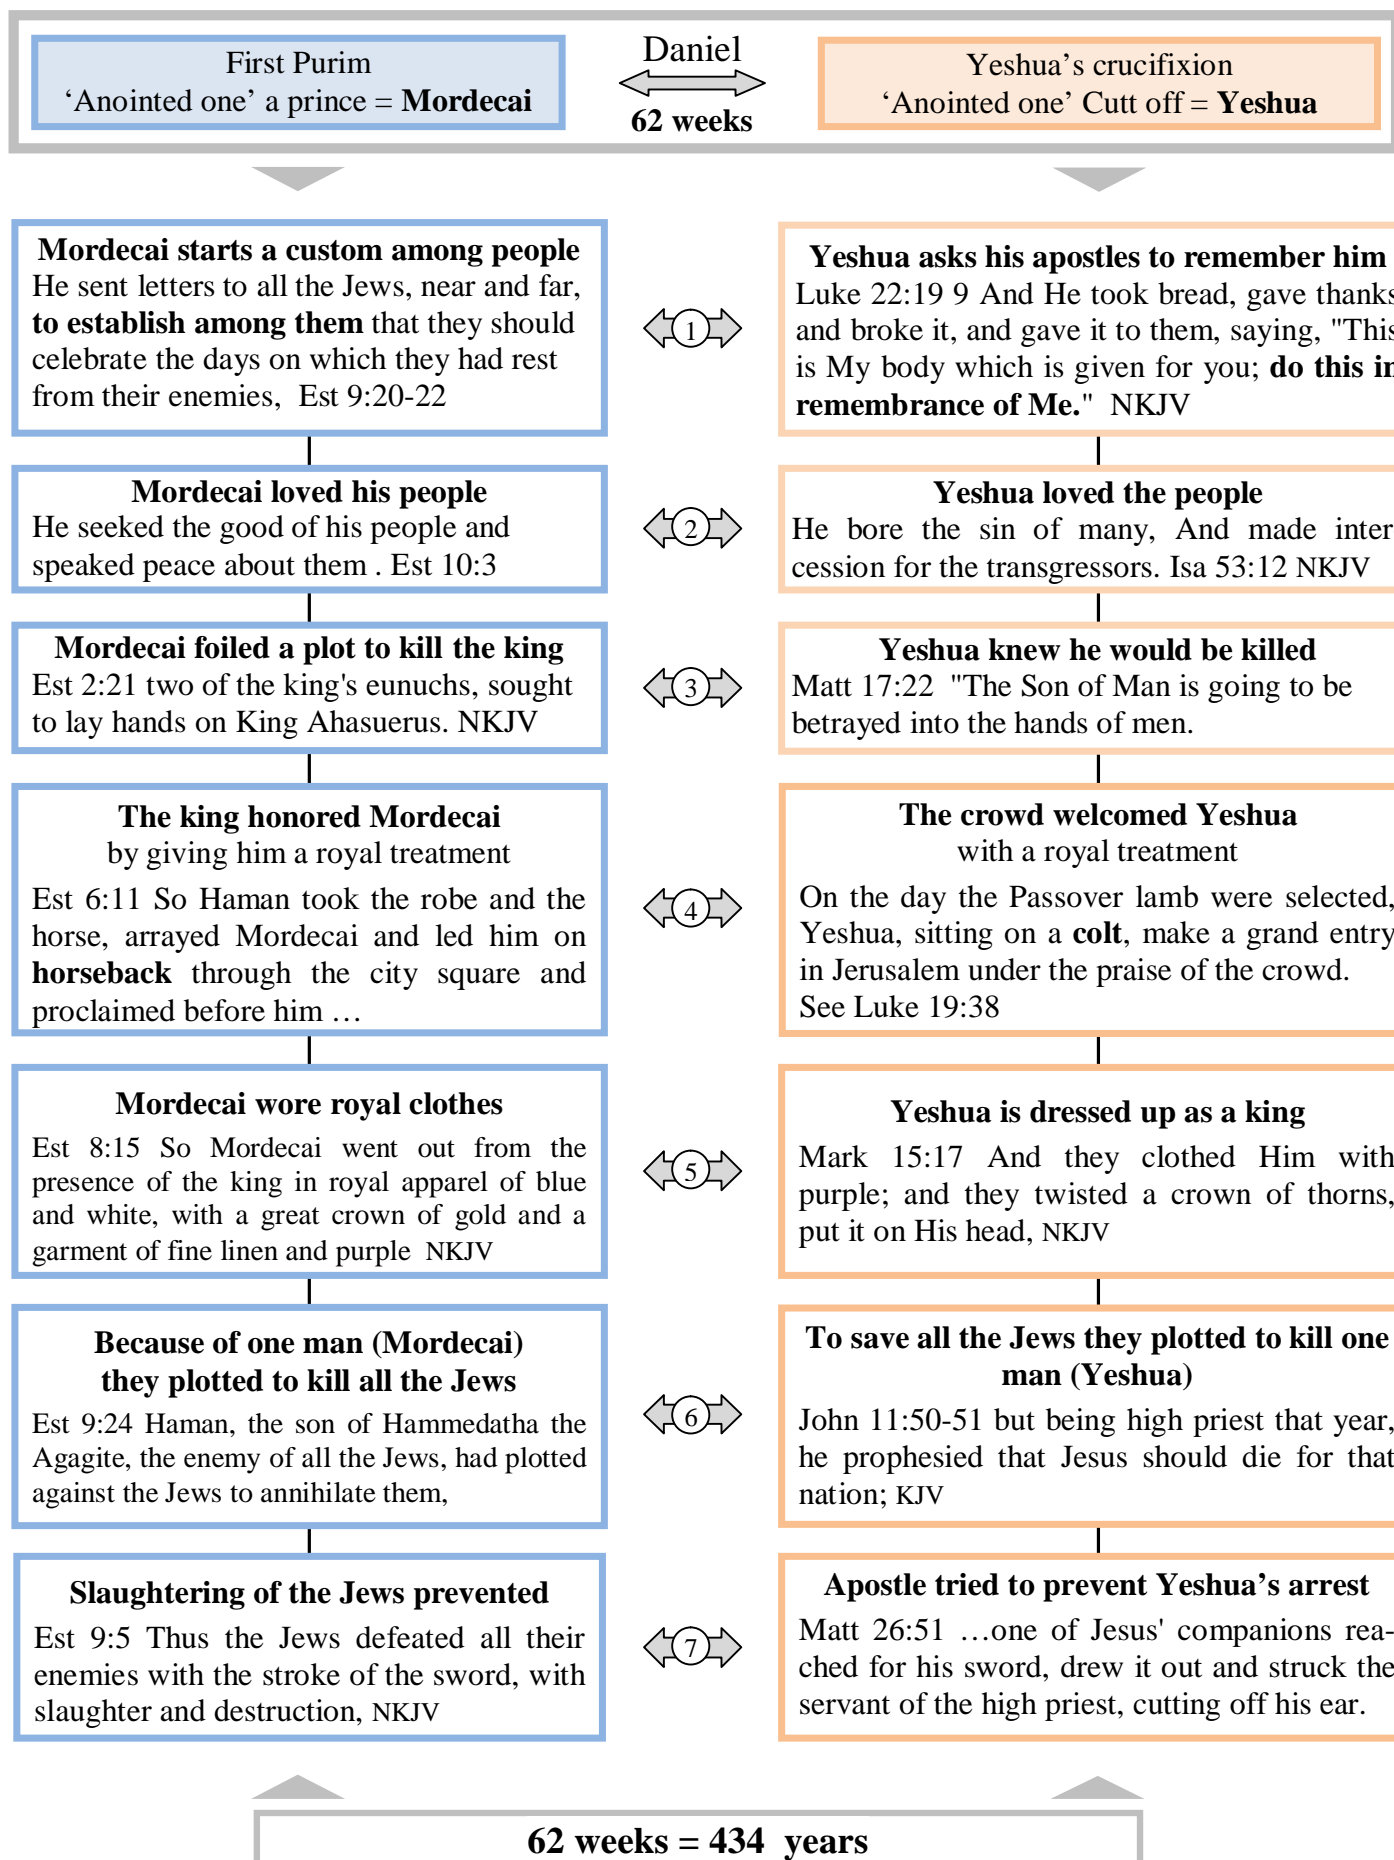 First Purim
‘Anointed one’ a prince = Mordecai
Daniel
62 weeks
Yeshua’s crucifixion
‘Anointed one’ Cutt off = Yeshua
Mordecai starts a custom among people
He sent letters to all the Jews, near and far,
to establish among them that they should
celebrate the days on which they had rest
from their enemies, Est 9:20-22
1
Yeshua asks his apostles to remember him
Luke 22:19 9 And He took bread, gave thanks
and broke it, and gave it to them, saying, "This
is My body which is given for you; do this in
remembrance of Me." NKJV
Mordecai loved his people
He seeked the good of his people and
speaked peace about them . Est 10:3
2
Yeshua loved the people
He bore the sin of many, And made inter
cession for the transgressors. Isa 53:12 NKJV
Mordecai foiled a plot to kill the king
Est 2:21 two of the king's eunuchs, sought
to lay hands on King Ahasuerus. NKJV
3
Yeshua knew he would be killed
Matt 17:22 "The Son of Man is going to be
betrayed into the hands of men.
The king honored Mordecai
by giving him a royal treatment
Est 6:11 So Haman took the robe and the
horse, arrayed Mordecai and led him on
horseback through the city square and
proclaimed before him …
4
The crowd welcomed Yeshua
with a royal treatment
On the day the Passover lamb were selected,
Yeshua, sitting on a colt, make a grand entry
in Jerusalem under the praise of the crowd.
See Luke 19:38
Mordecai wore royal clothes
Est 8:15 So Mordecai went out from the
presence of the king in royal apparel of blue
and white, with a great crown of gold and a
garment of fine linen and purple NKJV
5
Yeshua is dressed up as a king
Mark 15:17 And they clothed Him with
purple; and they twisted a crown of thorns,
put it on His head, NKJV
Because of one man (Mordecai)
they plotted to kill all the Jews
Est 9:24 Haman, the son of Hammedatha the
Agagite, the enemy of all the Jews, had plotted
against the Jews to annihilate them,
6
To save all the Jews they plotted to kill one
man (Yeshua)
John 11:50-51 but being high priest that year,
he prophesied that Jesus should die for that
nation; KJV
Slaughtering of the Jews prevented
Est 9:5 Thus the Jews defeated all their
enemies with the stroke of the sword, with
slaughter and destruction, NKJV
7
Apostle tried to prevent Yeshua’s arrest
Matt 26:51 …one of Jesus' companions rea-
ched for his sword, drew it out and struck the
servant of the high priest, cutting off his ear.
62 weeks = 434 years